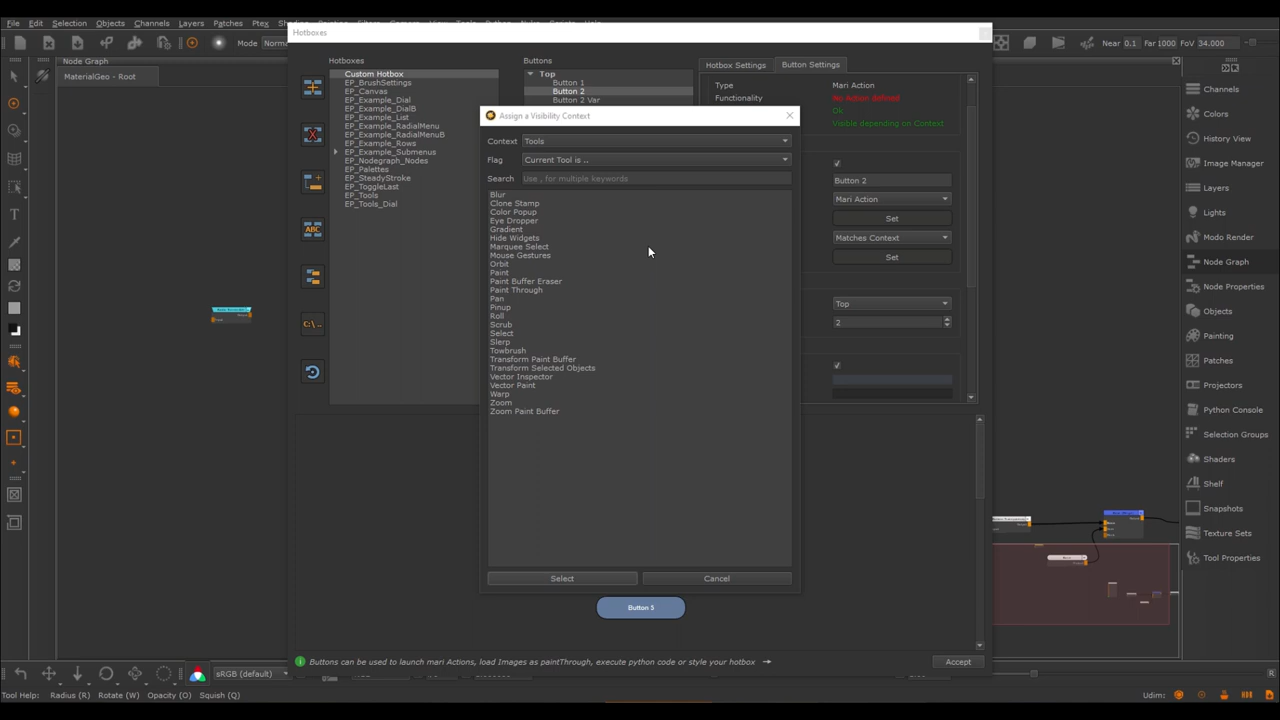 File Edit Selection Objects Channels Layers Patches Ptex
Hotboxes
Mode
Near 0.1 Far 1000 FoV 34.000
Node Graph
MaterialGeo - Root
Hotboxes
Custom Hotbox
EP_BrushSettings
EP_Canvas
EP_Example_Dial
EP_Example_DialB
EP_Example_List
EP_Example_RadialMenu
EP_Example_RadialMenuB
EP_Example_Rows
EP_Example_Submenus
EP_Nodegraph_Nodes
EP_Palettes
EP_SteadyStroke
EP_ToggleLast
EP_Tools
EP_Tools_Dial
ABC
C:\ ..
Buttons
Top
Button 1
Button 2
Button 2 Var
Hotbox Settings Button Settings
Type Mari Action
Functionality No Action defined
Ok
Visible depending on Context
Button 2
Mari Action
Set
Matches Context
Set
Top
2
Assign a Visibility Context
Context Tools
Flag Current Tool is ..
Search Use , for multiple keywords
Blur
Clone Stamp
Color Popup
Eye Dropper
Gradient
Hide Widgets
Marquee Select
Mouse Gestures
Orbit
Paint
Paint Buffer Eraser
Paint Through
Pan
Pinup
Roll
Scrub
Select
Slerp
Towbrush
Transform Paint Buffer
Transform Selected Objects
Vector Inspector
Vector Paint
Warp
Zoom
Zoom Paint Buffer
Select Cancel
Button 5
Buttons can be used to launch mari Actions, load Images as paintThrough, execute python code or style your hotbox
Accept
Channels
Colors
History View
Image Manager
Layers
Lights
Modo Render
Node Graph
Node Properties
Objects
Painting
Patches
Projectors
Python Console
Selection Groups
Shaders
Shelf
Snapshots
Texture Sets
Tool Properties
sRGB (default)
R
Tool Help: Radius (R) Rotate (W) Opacity (O) Squish (Q)
Udim: